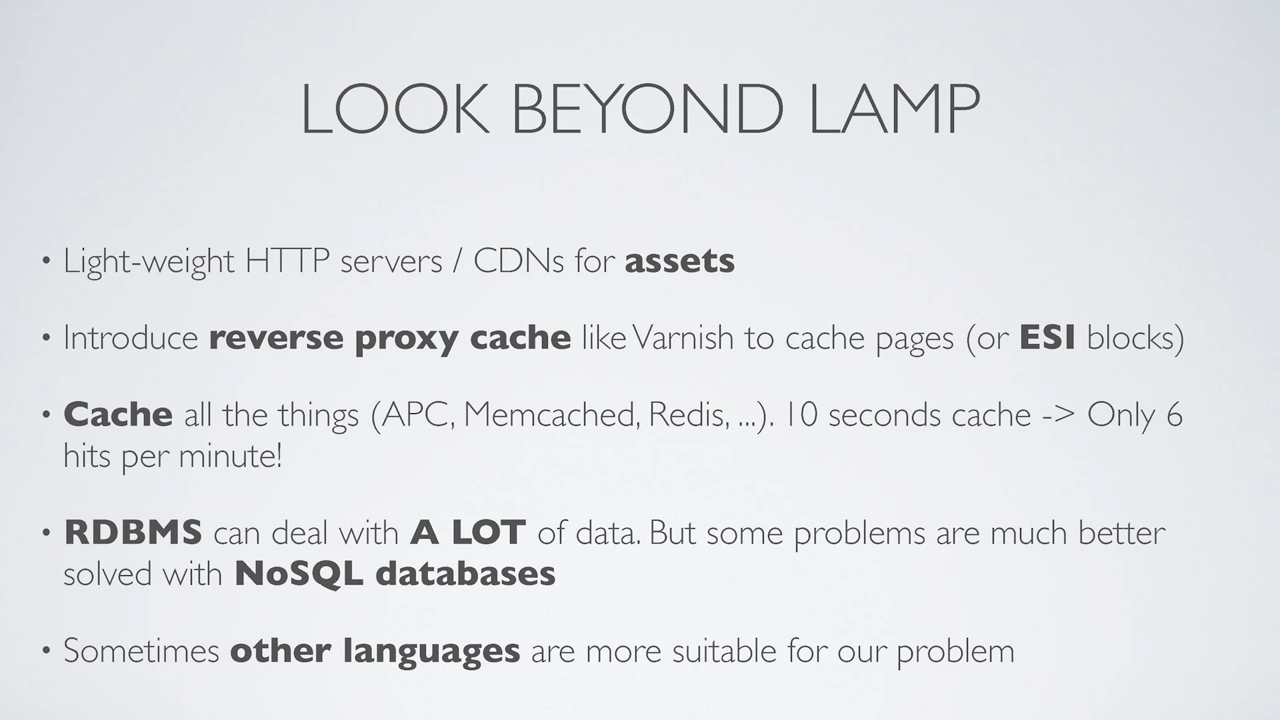 LOOK BEYOND LAMP
• Light-weight HTTP servers / CDNs for assets
• Introduce reverse proxy cache like Varnish to cache pages (or ESI blocks)
• Cache all the things (APC, Memcached, Redis, ...). 10 seconds cache -> Only 6
hits per minute!
• RDBMS can deal with A LOT of data. But some problems are much better
solved with NoSQL databases
• Sometimes other languages are more suitable for our problem